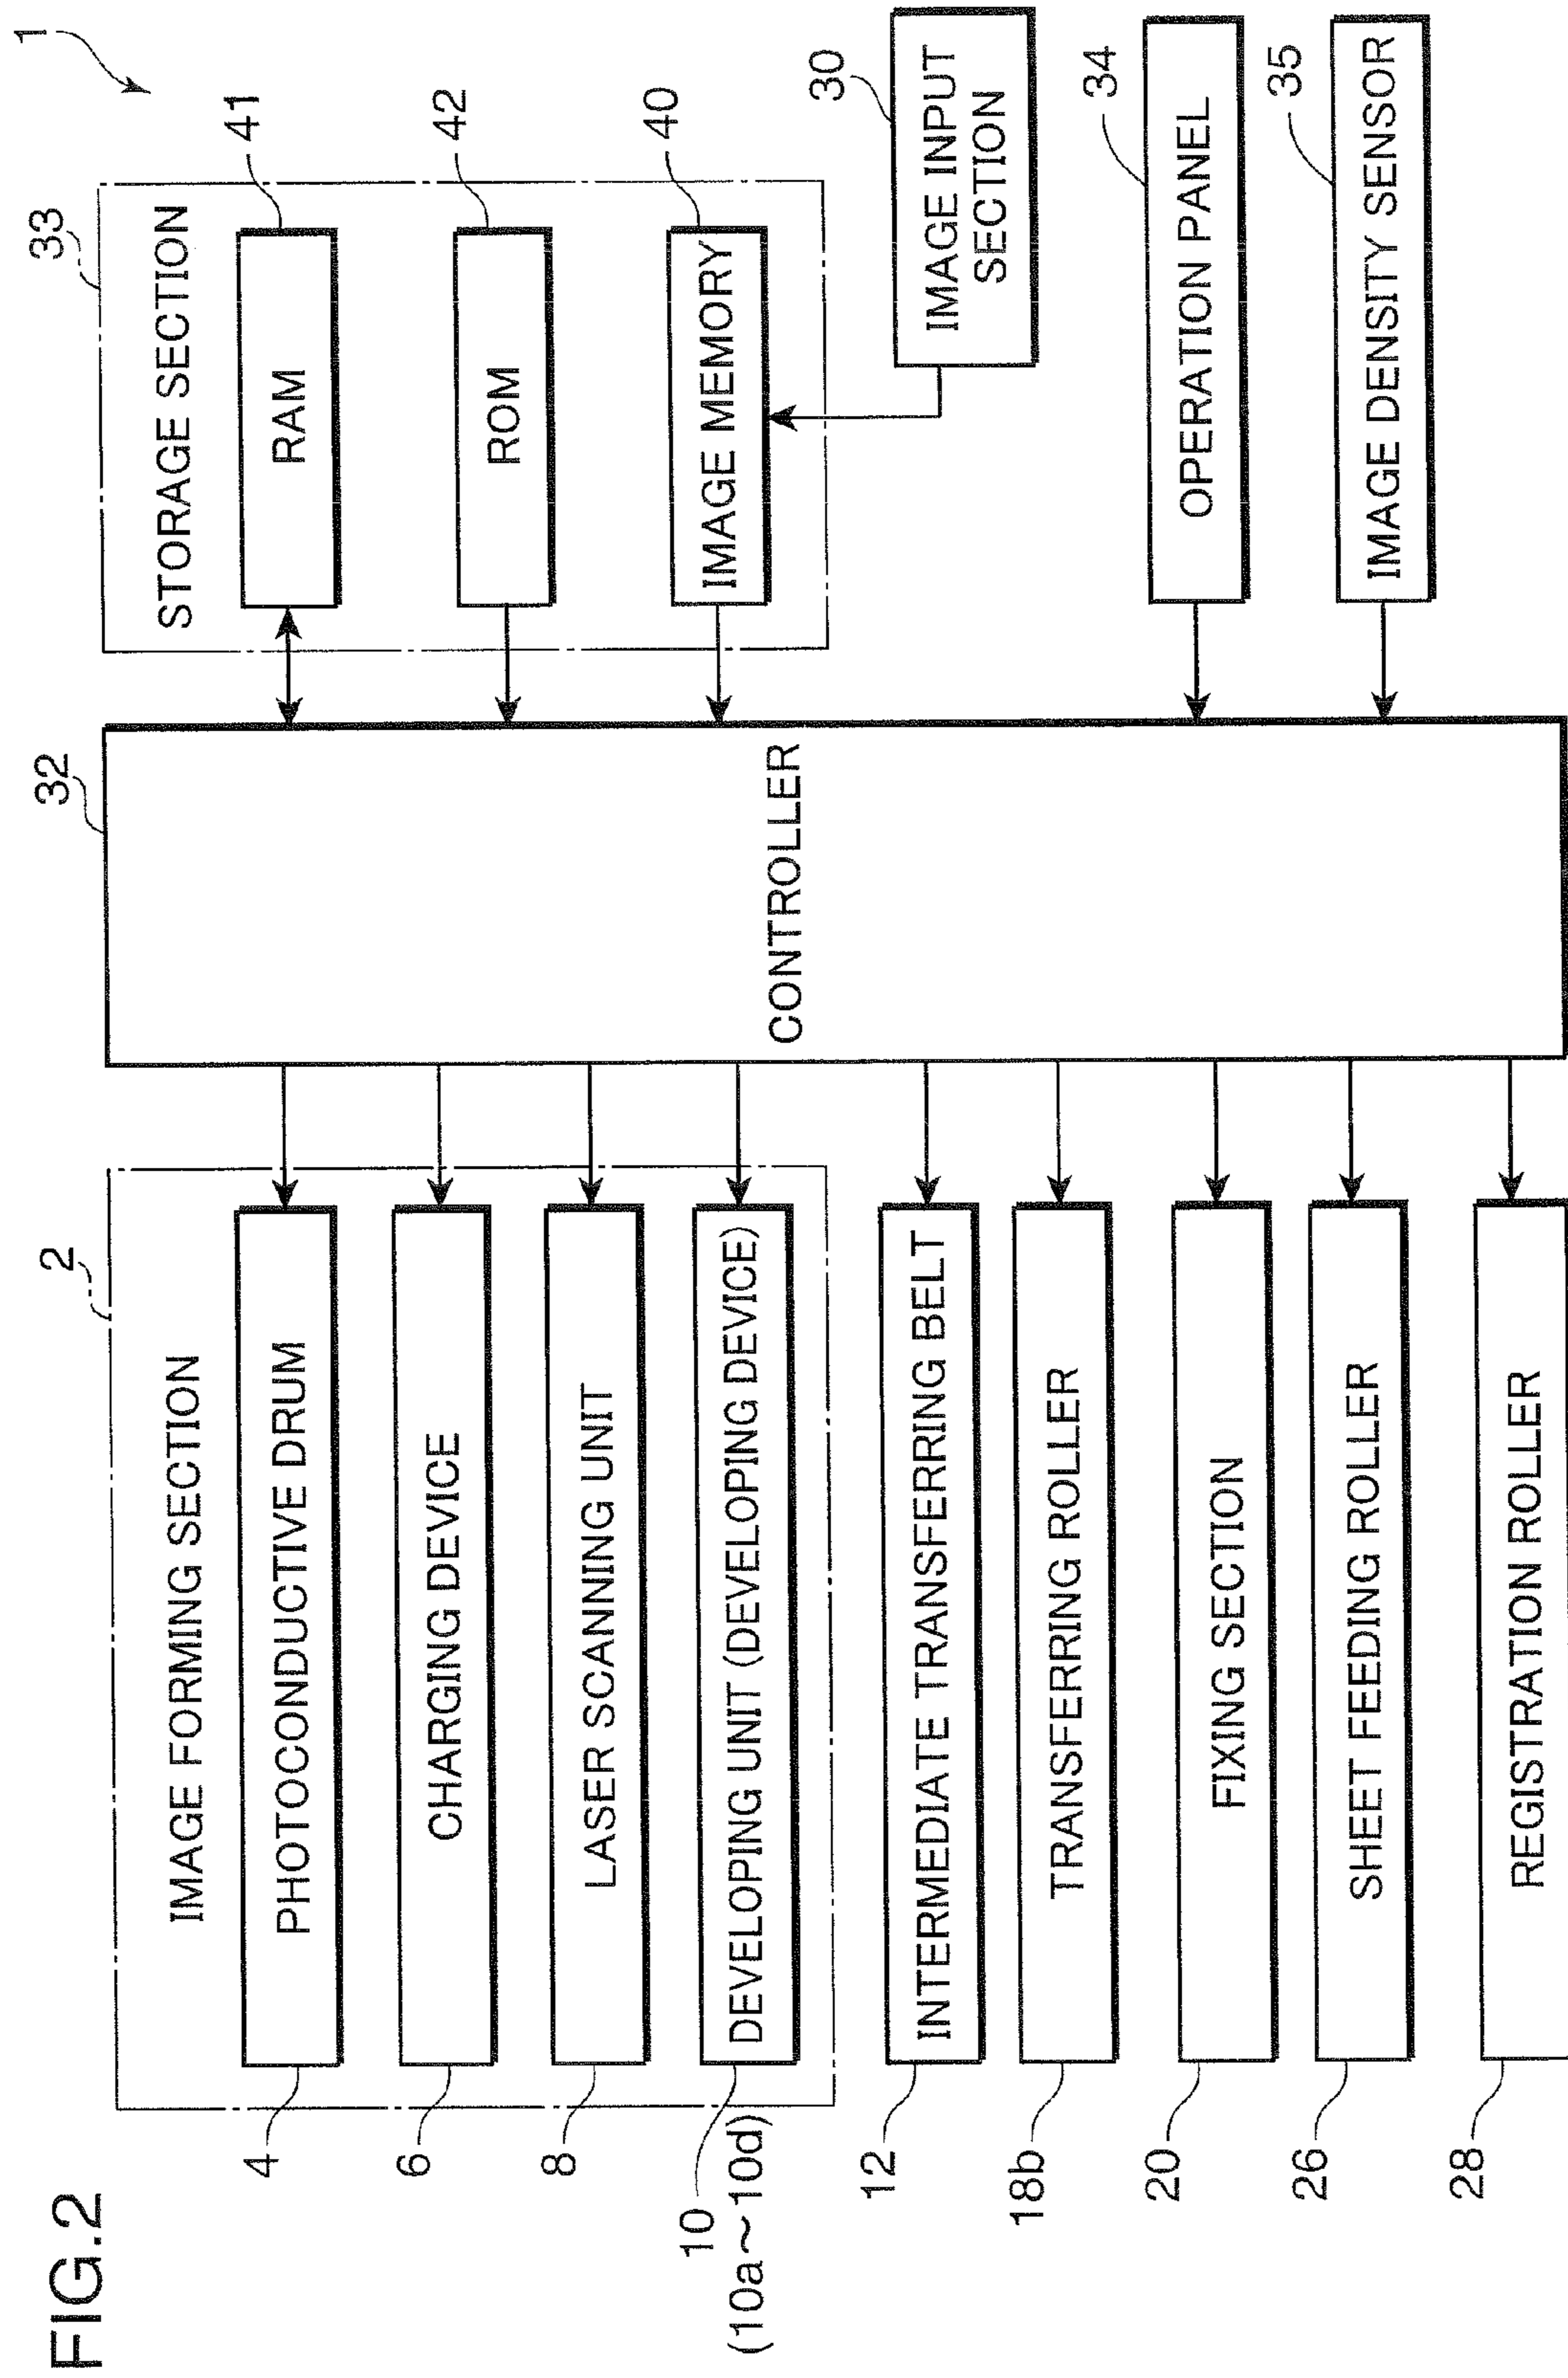 FIG.2
1
2
IMAGE FORMING SECTION
4
PHOTOCONDUCTIVE DRUM
6
CHARGING DEVICE
8
LASER SCANNING UNIT
10
(10a～10d)
DEVELOPING UNIT (DEVELOPING DEVICE)
12
INTERMEDIATE TRANSFERRING BELT
18b
TRANSFERRING ROLLER
20
FIXING SECTION
26
SHEET FEEDING ROLLER
28
REGISTRATION ROLLER
32
CONTROLLER
33
STORAGE SECTION
41
RAM
42
ROM
40
IMAGE MEMORY
30
IMAGE INPUT
SECTION
34
OPERATION PANEL
35
IMAGE DENSITY SENSOR